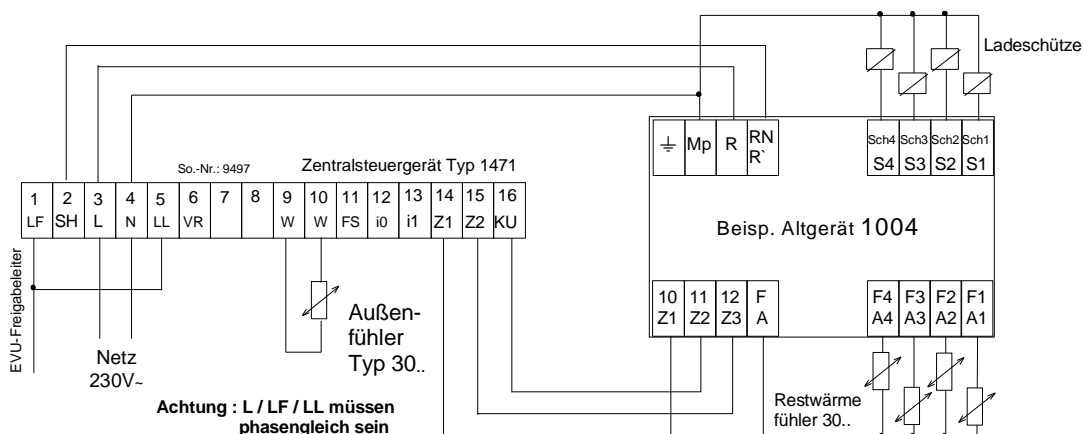 Ladeschütze
Mp R RN
R`
Sch4 Sch3 Sch2 Sch1
S4 S3 S2 S1
So.-Nr.: 9497 Zentralsteuergerät Typ 1471
1 2 3 4 5 6 7 8 9 10 11 12 13 14 15 16
LF SH L N LL VR W W FS i0 i1 Z1 Z2 KU
Beisp. Altgerät 1004
EVU-Freigabeleiter
10 11 12 F
Z1 Z2 Z3 A
F4 F3 F2 F1
A4 A3 A2 A1
Außen-
fühler
Typ 30..
Netz
230V~
Restwärme
fühler 30..
Achtung : L / LF / LL müssen
phasengleich sein